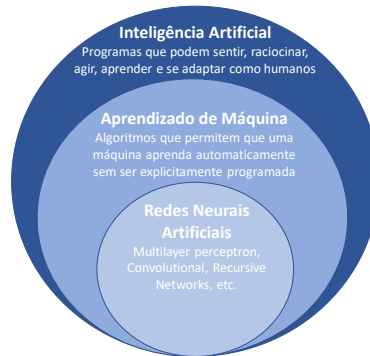 Inteligência Artificial
Programas que podem sentir, raciocinar,
agir, aprender e se adaptar como humanos
Aprendizado de Máquina
Algoritmos que permitem que uma
máquina aprenda automaticamente
sem ser explicitamente programada
Redes Neurais
Artificiais
Multilayer perceptron,
Convolutional, Recursive
Networks, etc.